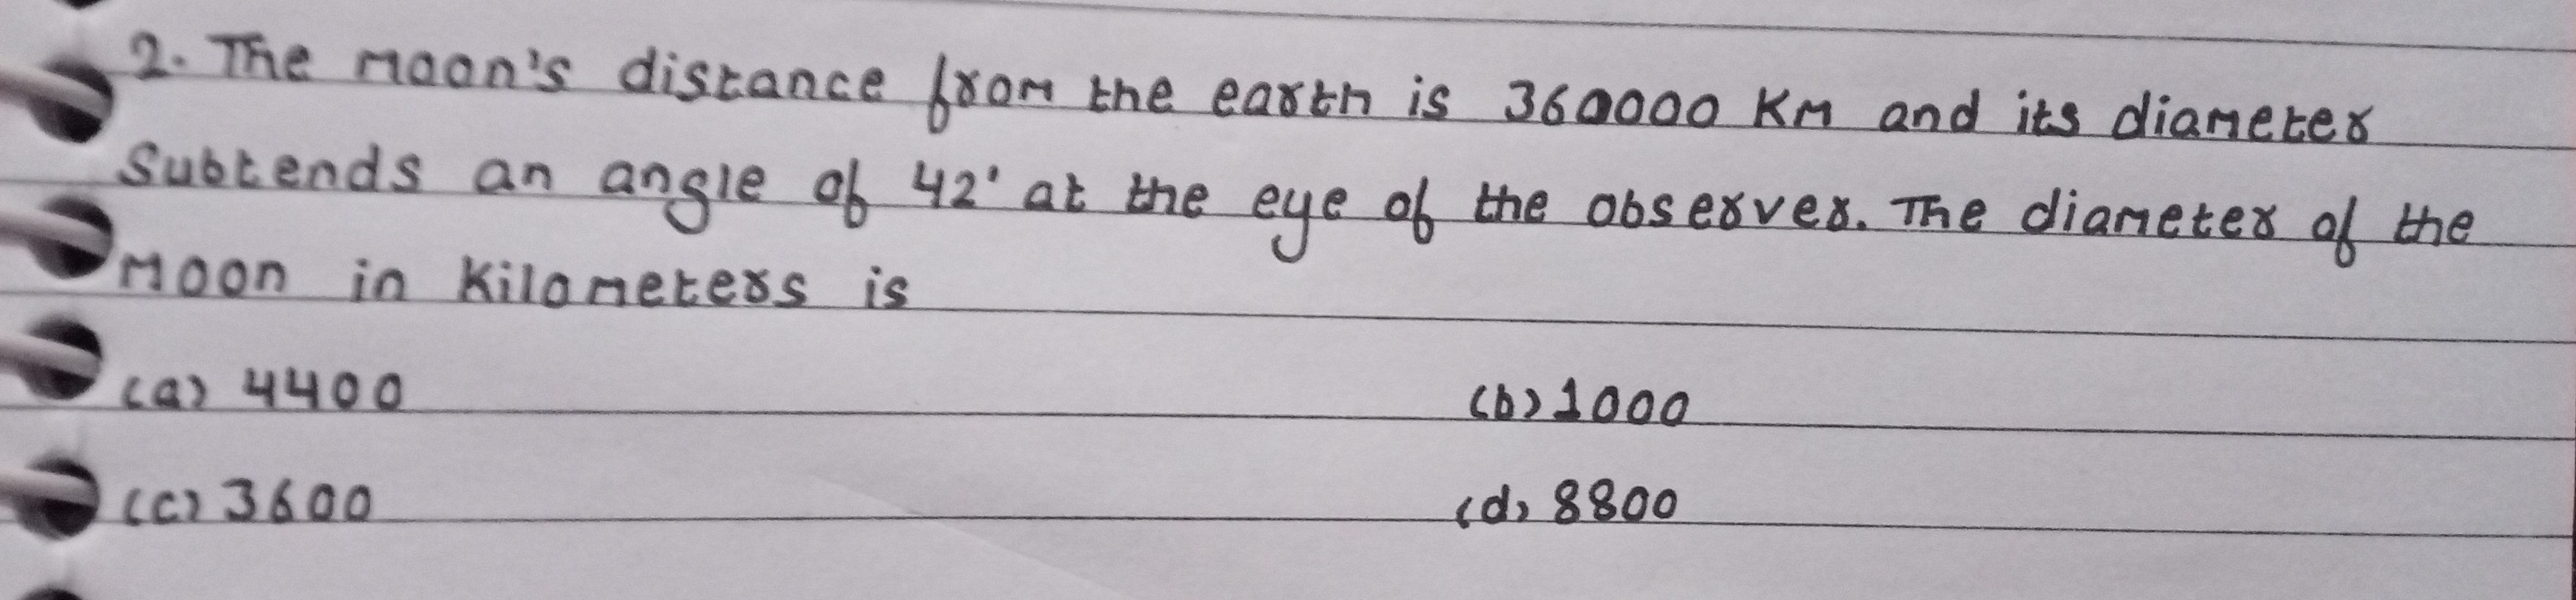 2. The moon's distance from the earth is 360000 Km and its diameter
Subtends an angle of 42' at the eye of the observer. The diameter of the
Moon in Kilometers is
(a) 4400 (b) 1000
(c) 3600 (d) 8800